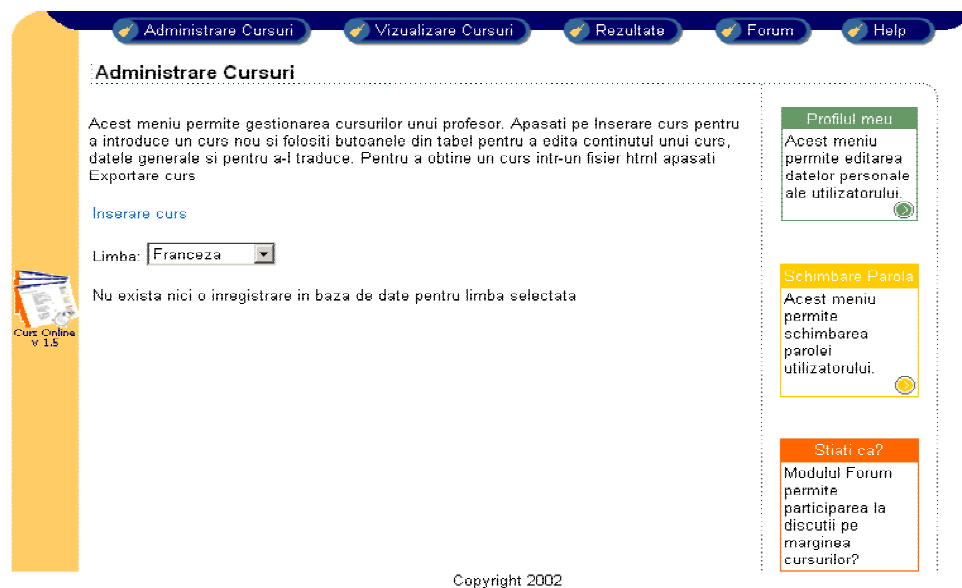 Administrare Cursuri
Vizualizare Cursuri
Rezultate
Forum
Help
Administrare Cursuri
Acest meniu permite gestionarea cursurilor unui profesor. Apasati pe Inserare curs pentru
a introduce un curs nou si folositi butoanele din tabel pentru a edita continutul unui curs,
datele generale si pentru a-l traduce. Pentru a obtine un curs intr-un fisier html apasati
Exportare curs
Inserare curs
Limba: Franceza
Nu exista nici o inregistrare in baza de date pentru limba selectata
Curs Online
v 1.5
Profilul meu
Acest meniu
permite editarea
datelor personale
ale utilizatorului.
Schimbare Parola
Acest meniu
permite
schimbarea
parolei
utilizatorului.
Stiati ca?
Modulul Forum
permite
participarea la
discutii pe
marginea
cursurilor?
Copyright 2002